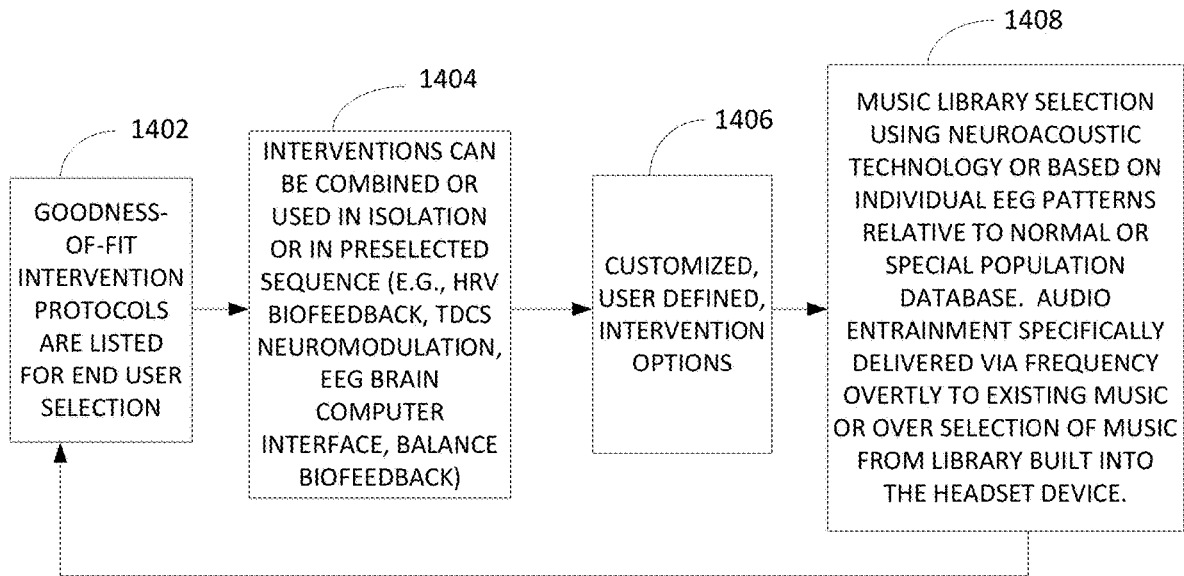 1402
GOODNESS-
OF-FIT
INTERVENTION
PROTOCOLS
ARE LISTED
FOR END USER
SELECTION
1404
INTERVENTIONS CAN
BE COMBINED OR
USED IN ISOLATION
OR IN PRESELECTED
SEQUENCE (E.G., HRV
BIOFEEDBACK, TDCS
NEUROMODULATION,
EEG BRAIN
COMPUTER
INTERFACE, BALANCE
BIOFEEDBACK)
1406
CUSTOMIZED,
USER DEFINED,
INTERVENTION
OPTIONS
1408
MUSIC LIBRARY SELECTION
USING NEUROACOUSTIC
TECHNOLOGY OR BASED ON
INDIVIDUAL EEG PATTERNS
RELATIVE TO NORMAL OR
SPECIAL POPULATION
DATABASE. AUDIO
ENTRAINMENT SPECIFICALLY
DELIVERED VIA FREQUENCY
OVERTLY TO EXISTING MUSIC
OR OVER SELECTION OF MUSIC
FROM LIBRARY BUILT INTO
THE HEADSET DEVICE.